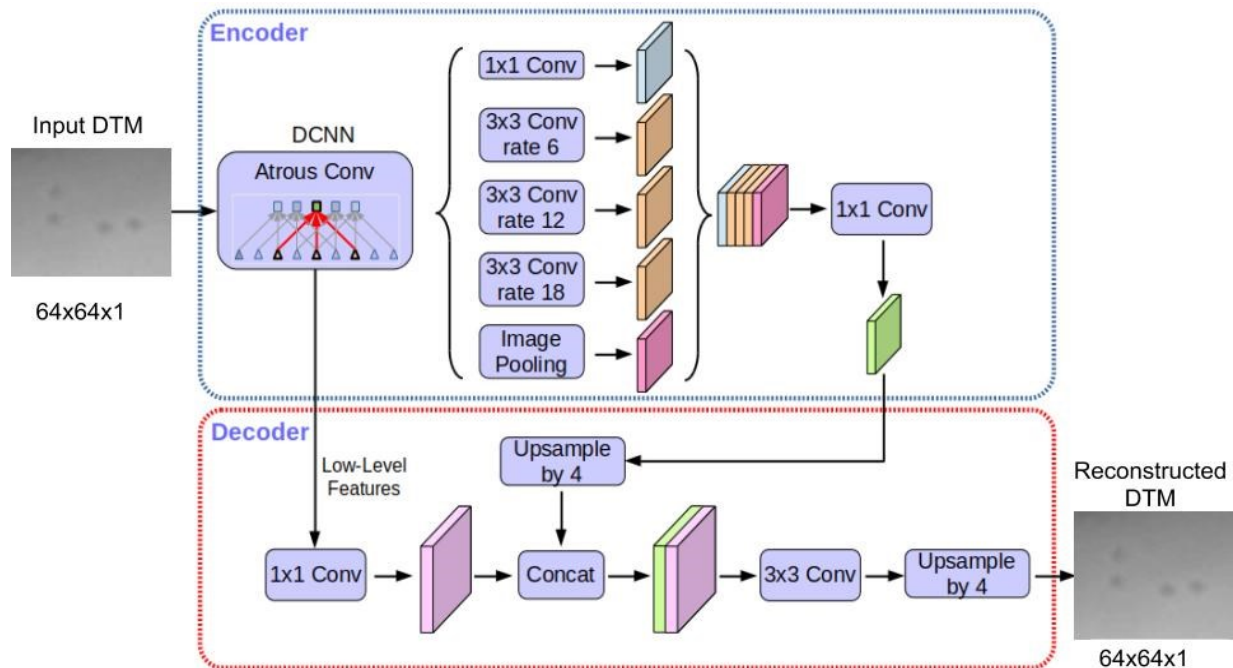 Encoder
Input DTM
64x64x1
DCNN
Atrous Conv
1x1 Conv
3x3 Conv
rate 6
3x3 Conv
rate 12
3x3 Conv
rate 18
Image
Pooling
1x1 Conv
Decoder
Low-Level
Features
1x1 Conv
Upsample
by 4
Concat
3x3 Conv
Upsample
by 4
Reconstructed
DTM
64x64x1